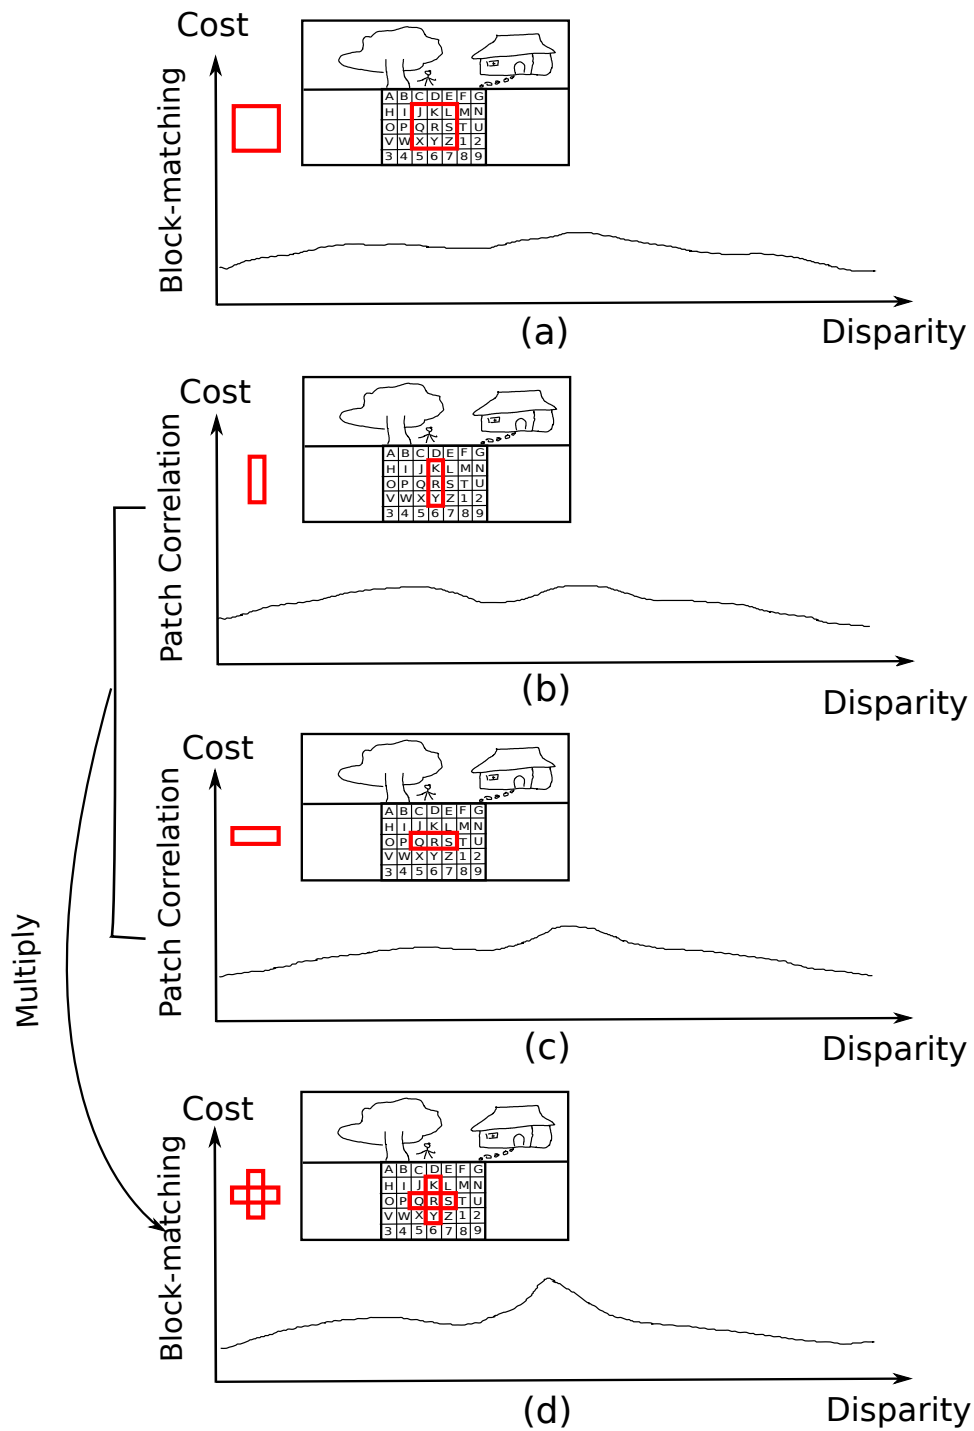 Cost
Block-matching
A B C D E F G
H I J K L M N
O P Q R S T U
V W X Y Z 1 2
3 4 5 6 7 8 9
(a)
Disparity
Cost
Patch Correlation
A B C D E F G
H I J K L M N
O P Q R S T U
V W X Y Z 1 2
3 4 5 6 7 8 9
(b)
Disparity
Cost
Patch Correlation
A B C D E F G
H I J K L M N
O P Q R S T U
V W X Y Z 1 2
3 4 5 6 7 8 9
(c)
Disparity
Multiply
Cost
Block-matching
A B C D E F G
H I J K L M N
O P Q R S T U
V W X Y Z 1 2
3 4 5 6 7 8 9
(d)
Disparity